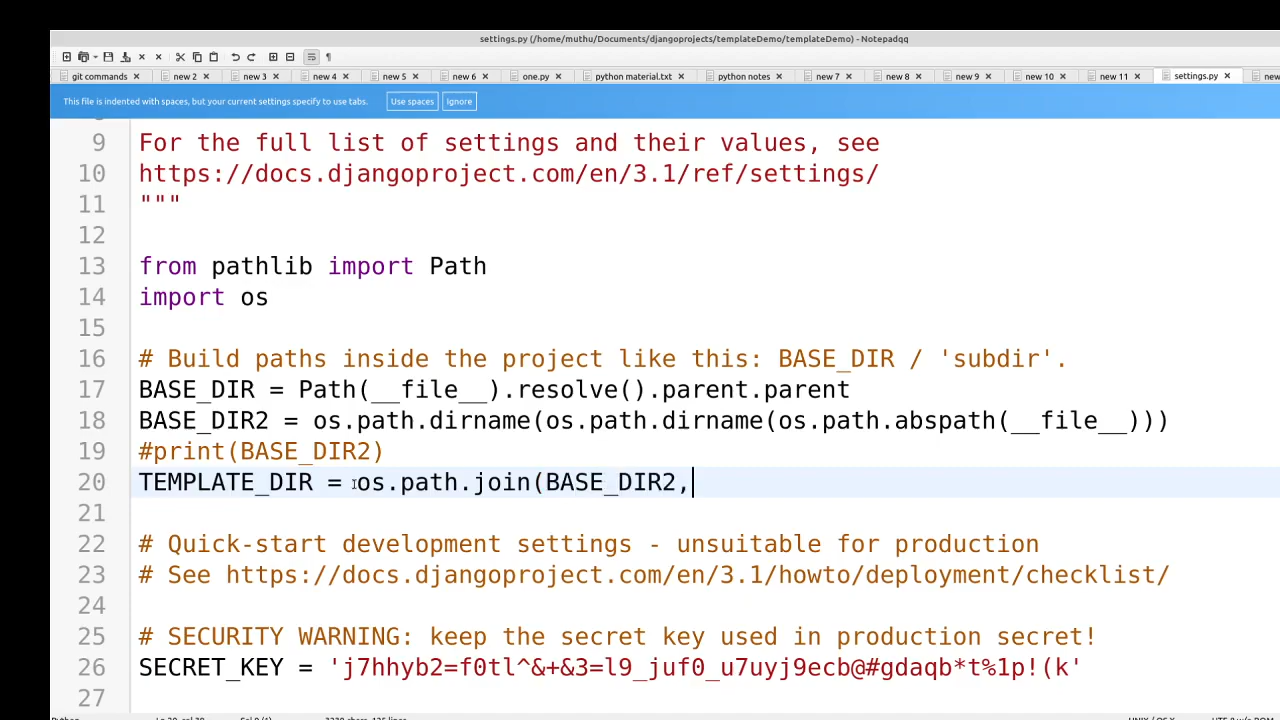 settings.py (/home/muthu/Documents/djangoprojects/templateDemo/templateDemo) - Notepadqq
git commands new 2 new 3 new 4 new 5 new 6 one.py python material.txt python notes new 7 new 8 new 9 new 10 new 11 settings.py new
This file is indented with spaces, but your current settings specify to use tabs. Use spaces Ignore
9 For the full list of settings and their values, see
10 https://docs.djangoproject.com/en/3.1/ref/settings/
11 """
12
13 from pathlib import Path
14 import os
15
16 # Build paths inside the project like this: BASE_DIR / 'subdir'.
17 BASE_DIR = Path(__file__).resolve().parent.parent
18 BASE_DIR2 = os.path.dirname(os.path.dirname(os.path.abspath(__file__)))
19 #print(BASE_DIR2)
20 TEMPLATE_DIR = os.path.join(BASE_DIR2,
21
22 # Quick-start development settings - unsuitable for production
23 # See https://docs.djangoproject.com/en/3.1/howto/deployment/checklist/
24
25 # SECURITY WARNING: keep the secret key used in production secret!
26 SECRET_KEY = 'j7hhyb2=f0tl^&+&3=l9_juf0_u7uyj9ecb@#gdaqb*t%1p!(k'
27